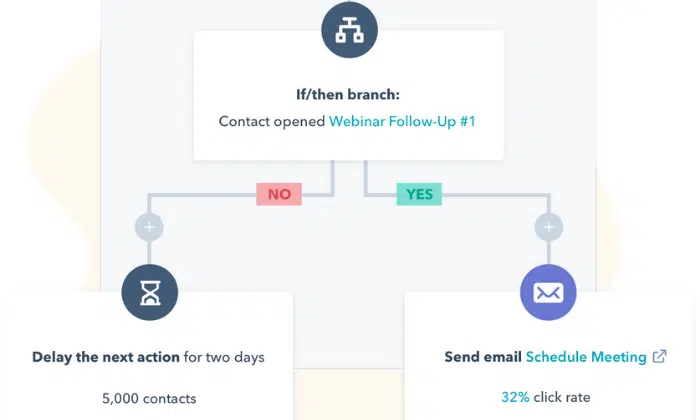 If/then branch:
Contact opened Webinar Follow-Up #1
NO
YES
Delay the next action for two days
5,000 contacts
Send email Schedule Meeting
32% click rate